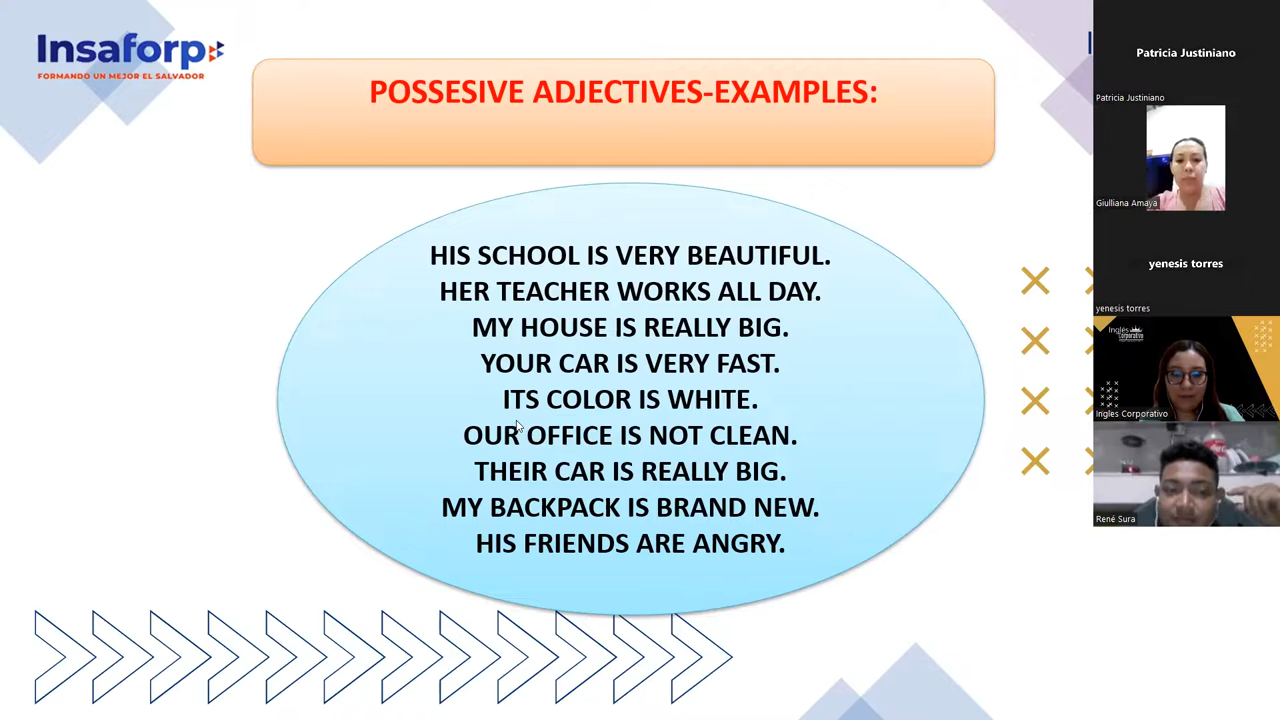 Insaforp
FORMANDO UN MEJOR EL SALVADOR
POSSESIVE ADJECTIVES-EXAMPLES:
HIS SCHOOL IS VERY BEAUTIFUL.
HER TEACHER WORKS ALL DAY.
MY HOUSE IS REALLY BIG.
YOUR CAR IS VERY FAST.
ITS COLOR IS WHITE.
OUR OFFICE IS NOT CLEAN.
THEIR CAR IS REALLY BIG.
MY BACKPACK IS BRAND NEW.
HIS FRIENDS ARE ANGRY.
Patricia Justiniano
Patricia Justiniano
Giulliana Amaya
yenesis torres
yenesis torres
Inglés
Corporativo
Ingles Corporativo
René Sura